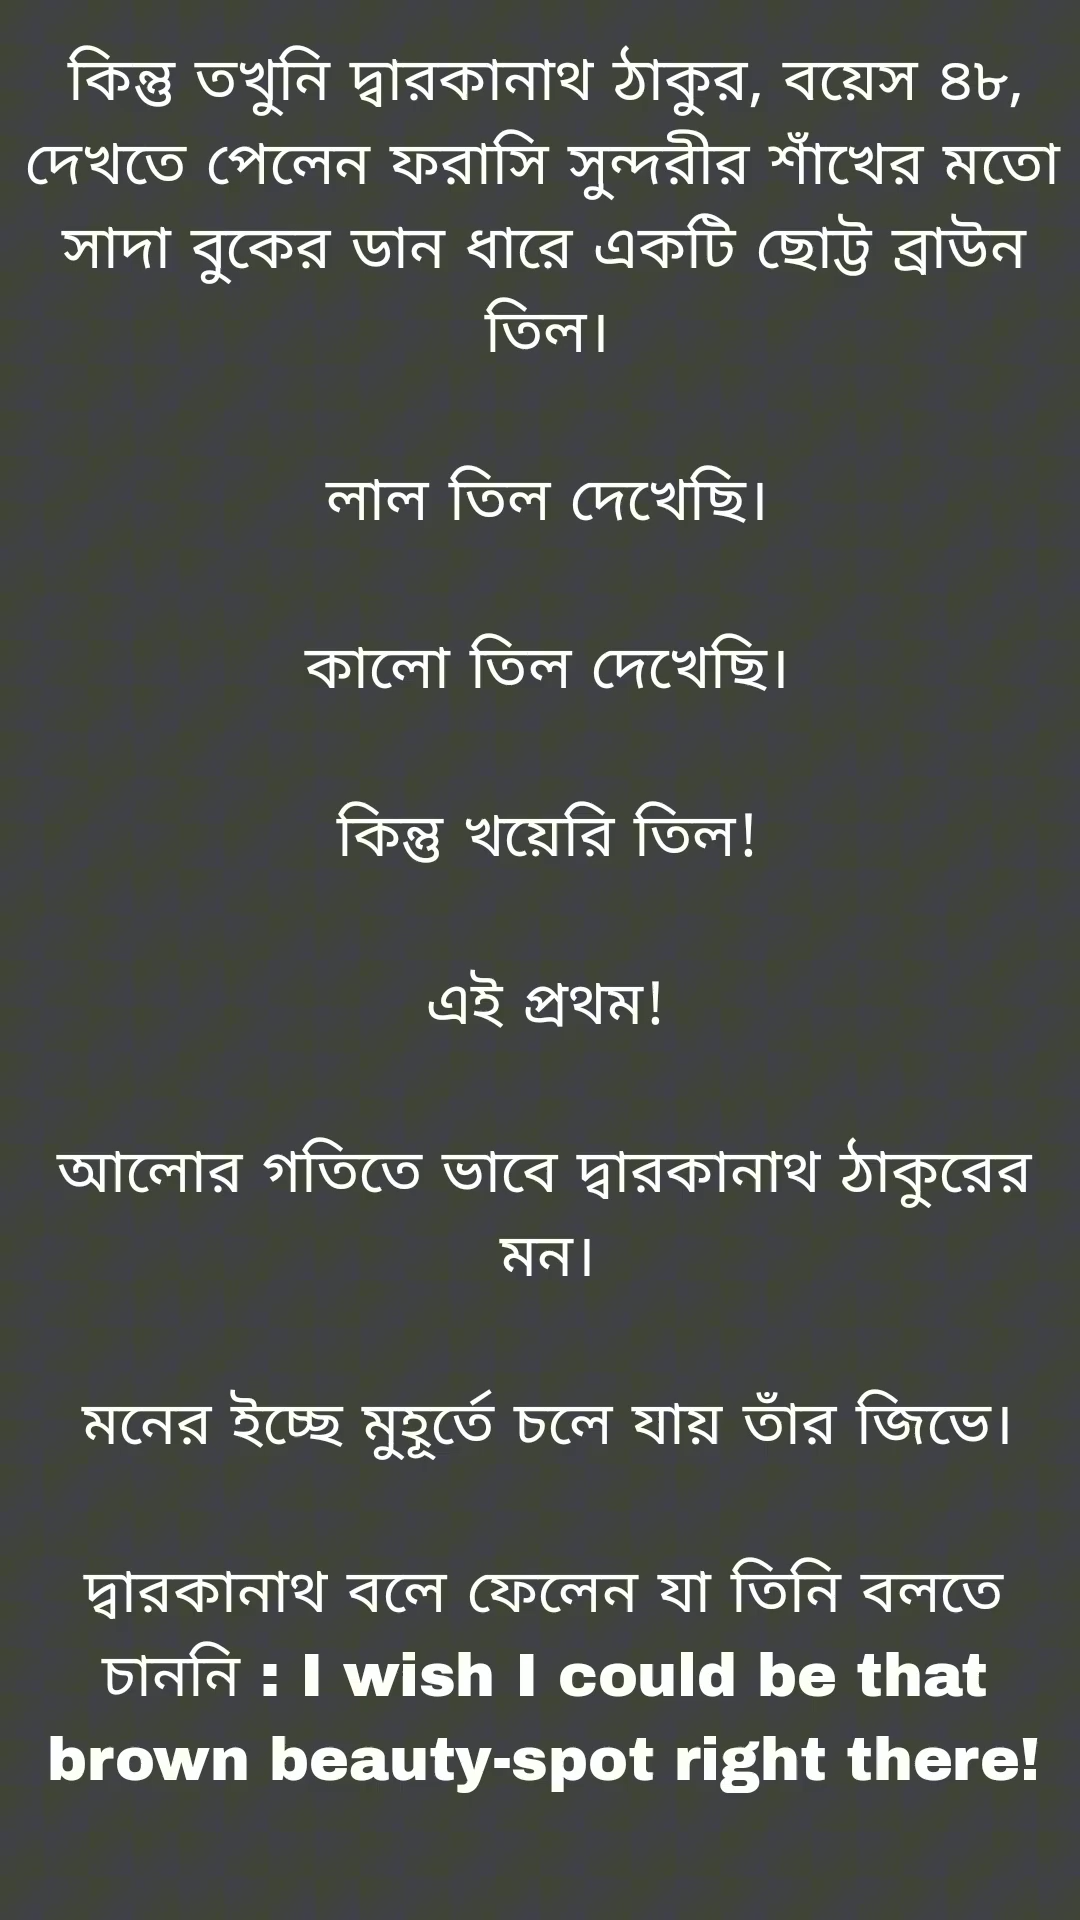 কিন্তু তখুনি দ্বারকানাথ ঠাকুর, বয়েস ৪৮,
দেখতে পেলেন ফরাসি সুন্দরীর শাঁখের মতো
সাদা বুকের ডান ধারে একটি ছোট্ট ব্রাউন
তিল।
লাল তিল দেখেছি।
কালো তিল দেখেছি।
কিন্তু খয়েরি তিল!
এই প্রথম!
আলোর গতিতে ভাবে দ্বারকানাথ ঠাকুরের
মন।
মনের ইচ্ছে মুহূর্তে চলে যায় তাঁর জিভে।
দ্বারকানাথ বলে ফেলেন যা তিনি বলতে
চাননি : I wish I could be that
brown beauty-spot right there!